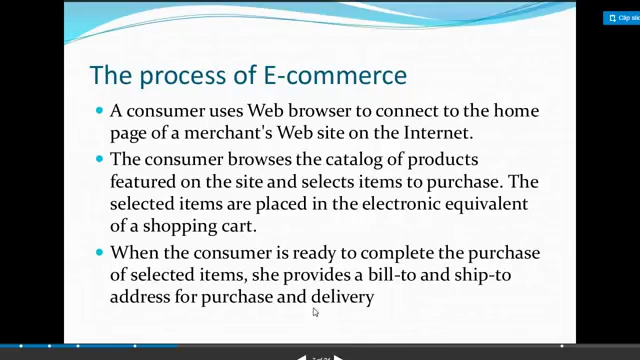 Clip slid
The process of E-commerce
A consumer uses Web browser to connect to the home
page of a merchant's Web site on the Internet.
The consumer browses the catalog of products
featured on the site and selects items to purchase. The
selected items are placed in the electronic equivalent
of a shopping cart.
When the consumer is ready to complete the purchase
of selected items, she provides a bill-to and ship-to
address for purchase and delivery